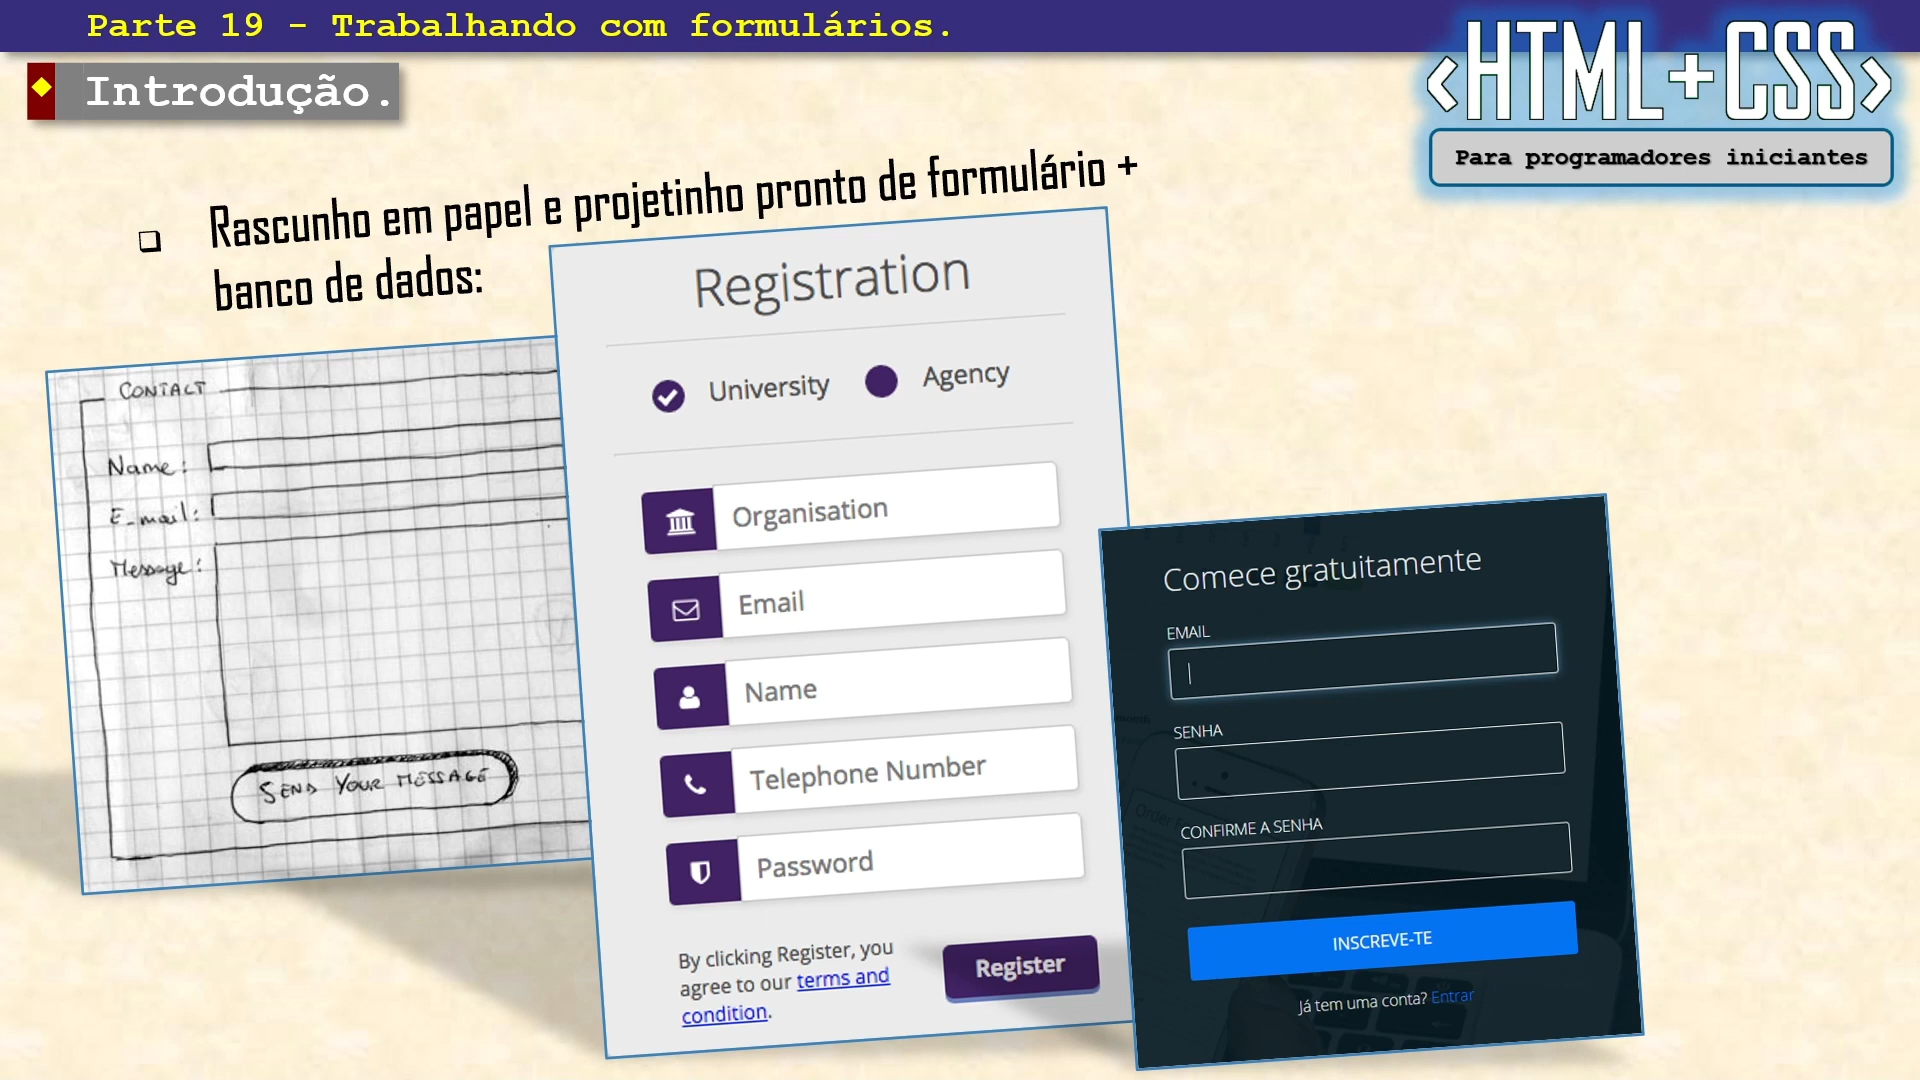 Parte 19 - Trabalhando com formulários.
<HTML+CSS>
Para programadores iniciantes
Introdução.
Rascunho em papel e projetinho pronto de formulário +
banco de dados:
CONTACT
Name:
E-mail:
Message:
SEND YOUR MESSAGE
Registration
University
Agency
Organisation
Email
Name
Telephone Number
Password
By clicking Register, you
agree to our terms and
condition.
Register
Comece gratuitamente
EMAIL
SENHA
CONFIRME A SENHA
INSCREVE-TE
Já tem uma conta? Entrar